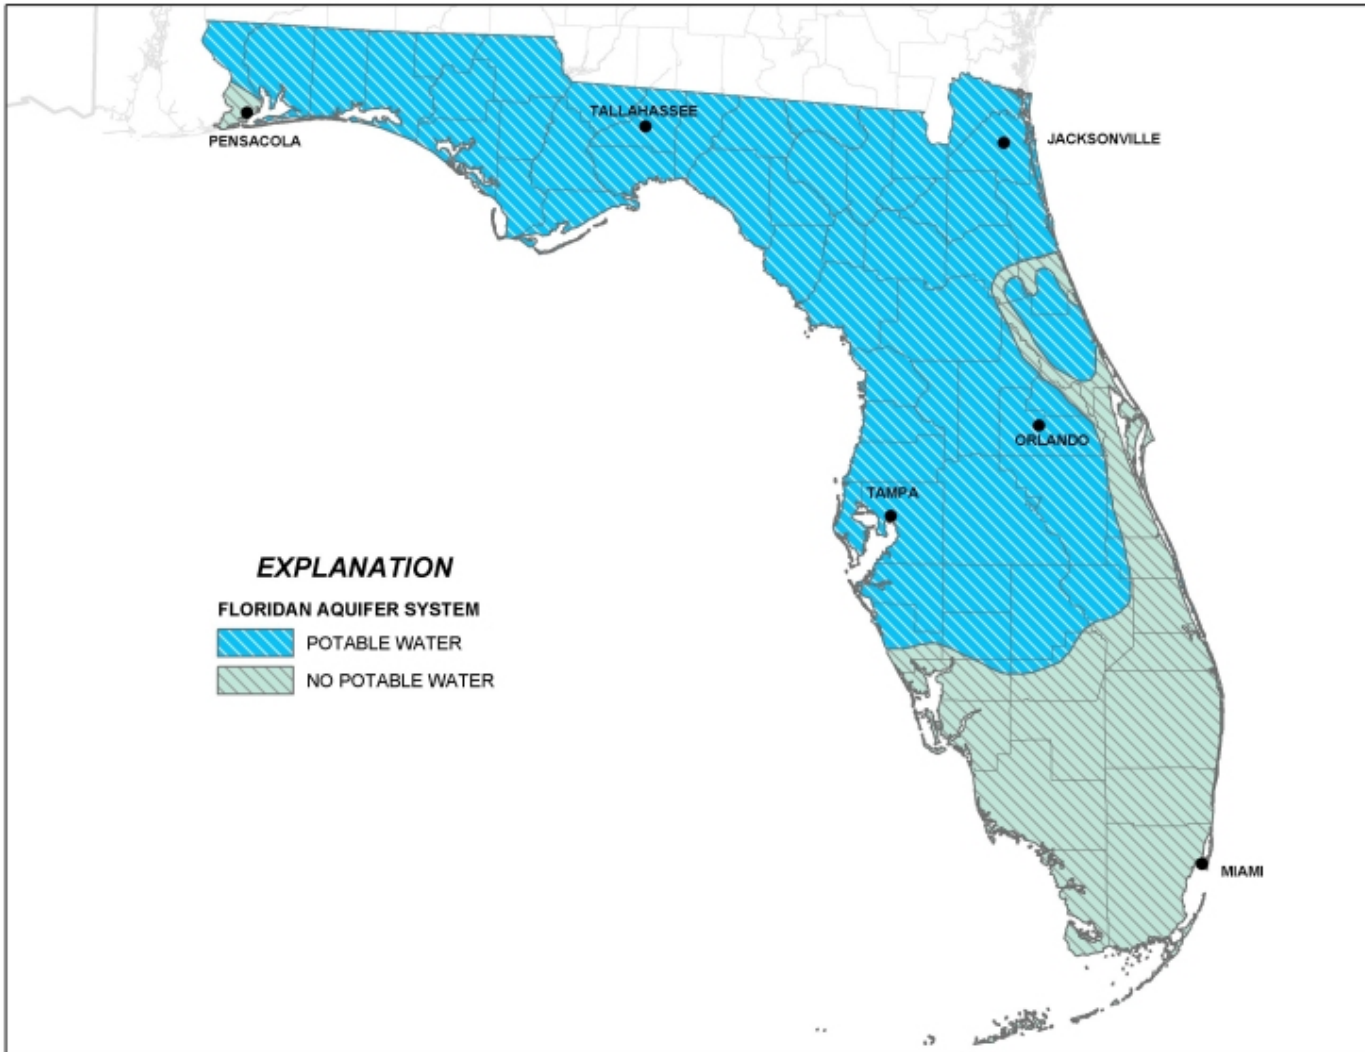 TALLAHASSEE
PENSACOLA
JACKSONVILLE
ORLANDO
TAMPA
EXPLANATION
FLORIDAN AQUIFER SYSTEM
POTABLE WATER
NO POTABLE WATER
MIAMI